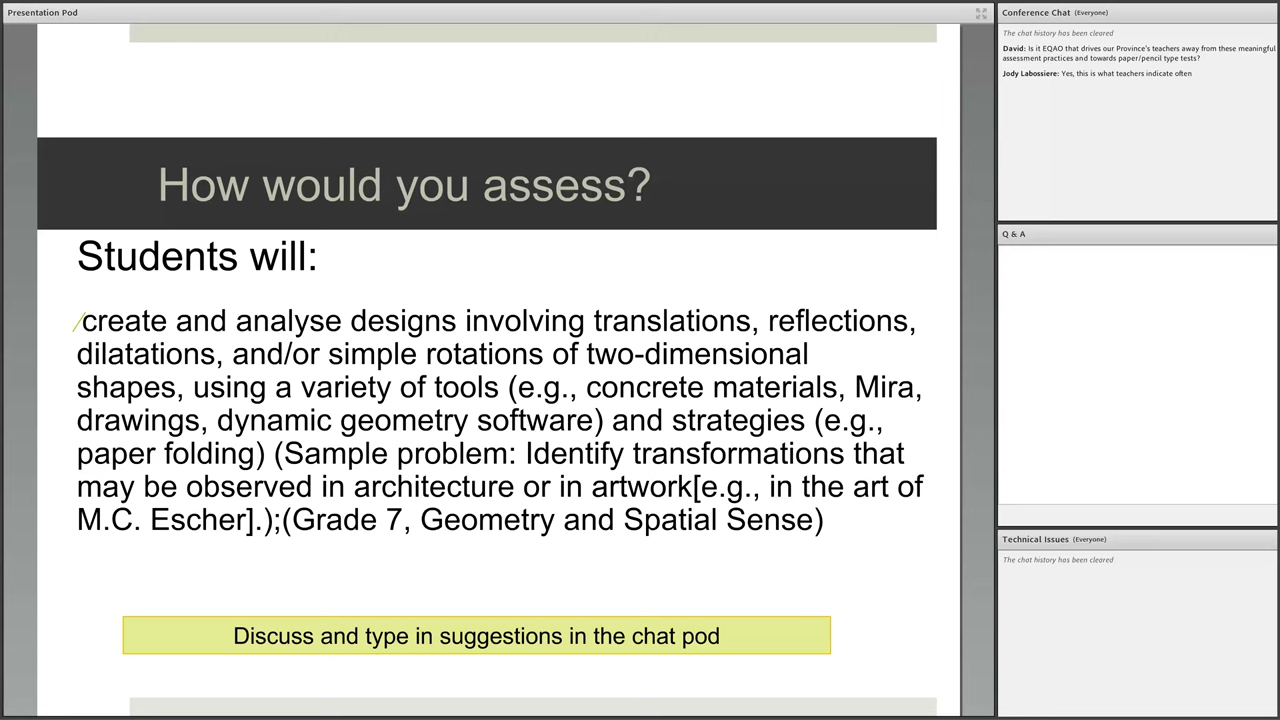 Presentation Pod
How would you assess?
Students will:
create and analyse designs involving translations, reflections,
dilatations, and/or simple rotations of two-dimensional
shapes, using a variety of tools (e.g., concrete materials, Mira,
drawings, dynamic geometry software) and strategies (e.g.,
paper folding) (Sample problem: Identify transformations that
may be observed in architecture or in artwork[e.g., in the art of
M.C. Escher].);(Grade 7, Geometry and Spatial Sense)
Discuss and type in suggestions in the chat pod
Conference Chat (Everyone)
The chat history has been cleared
David: Is it EQAO that drives our Province's teachers away from these meaningful
assessment practices and towards paper/pencil type tests?
Jody Labossiere: Yes, this is what teachers indicate often
Q & A
Technical Issues (Everyone)
The chat history has been cleared